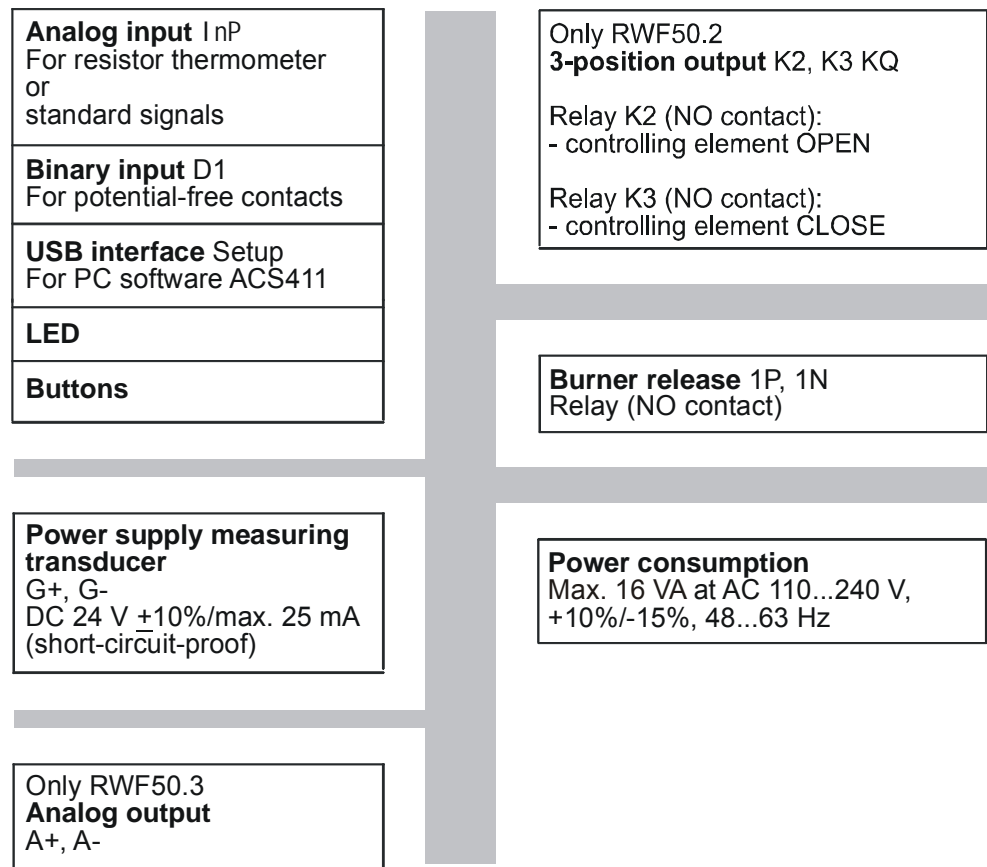 Analog input InP
For resistor thermometer
or
standard signals
Binary input D1
For potential-free contacts
USB interface Setup
For PC software ACS411
LED
Buttons
Power supply measuring
transducer
G+, G-
DC 24 V ±10%/max. 25 mA
(short-circuit-proof)
Only RWF50.3
Analog output
A+, A-
Only RWF50.2
3-position output K2, K3 KQ
Relay K2 (NO contact):
- controlling element OPEN
Relay K3 (NO contact):
- controlling element CLOSE
Burner release 1P, 1N
Relay (NO contact)
Power consumption
Max. 16 VA at AC 110...240 V,
+10%/-15%, 48...63 Hz